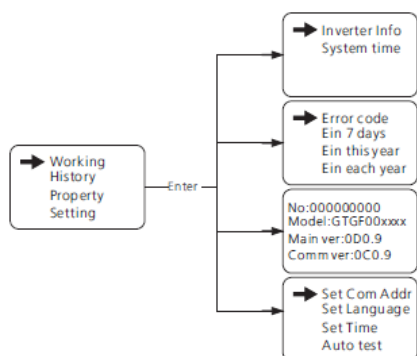 Inverter Info
System time
Error code
Ein 7 days
Ein this year
Ein each year
Working
History
Property
Setting
Enter
No:000000000
Model:GTGF00xxxx
Main ver:0D0.9
Comm ver:0C0.9
Set Com Addr
Set Language
Set Time
Auto test